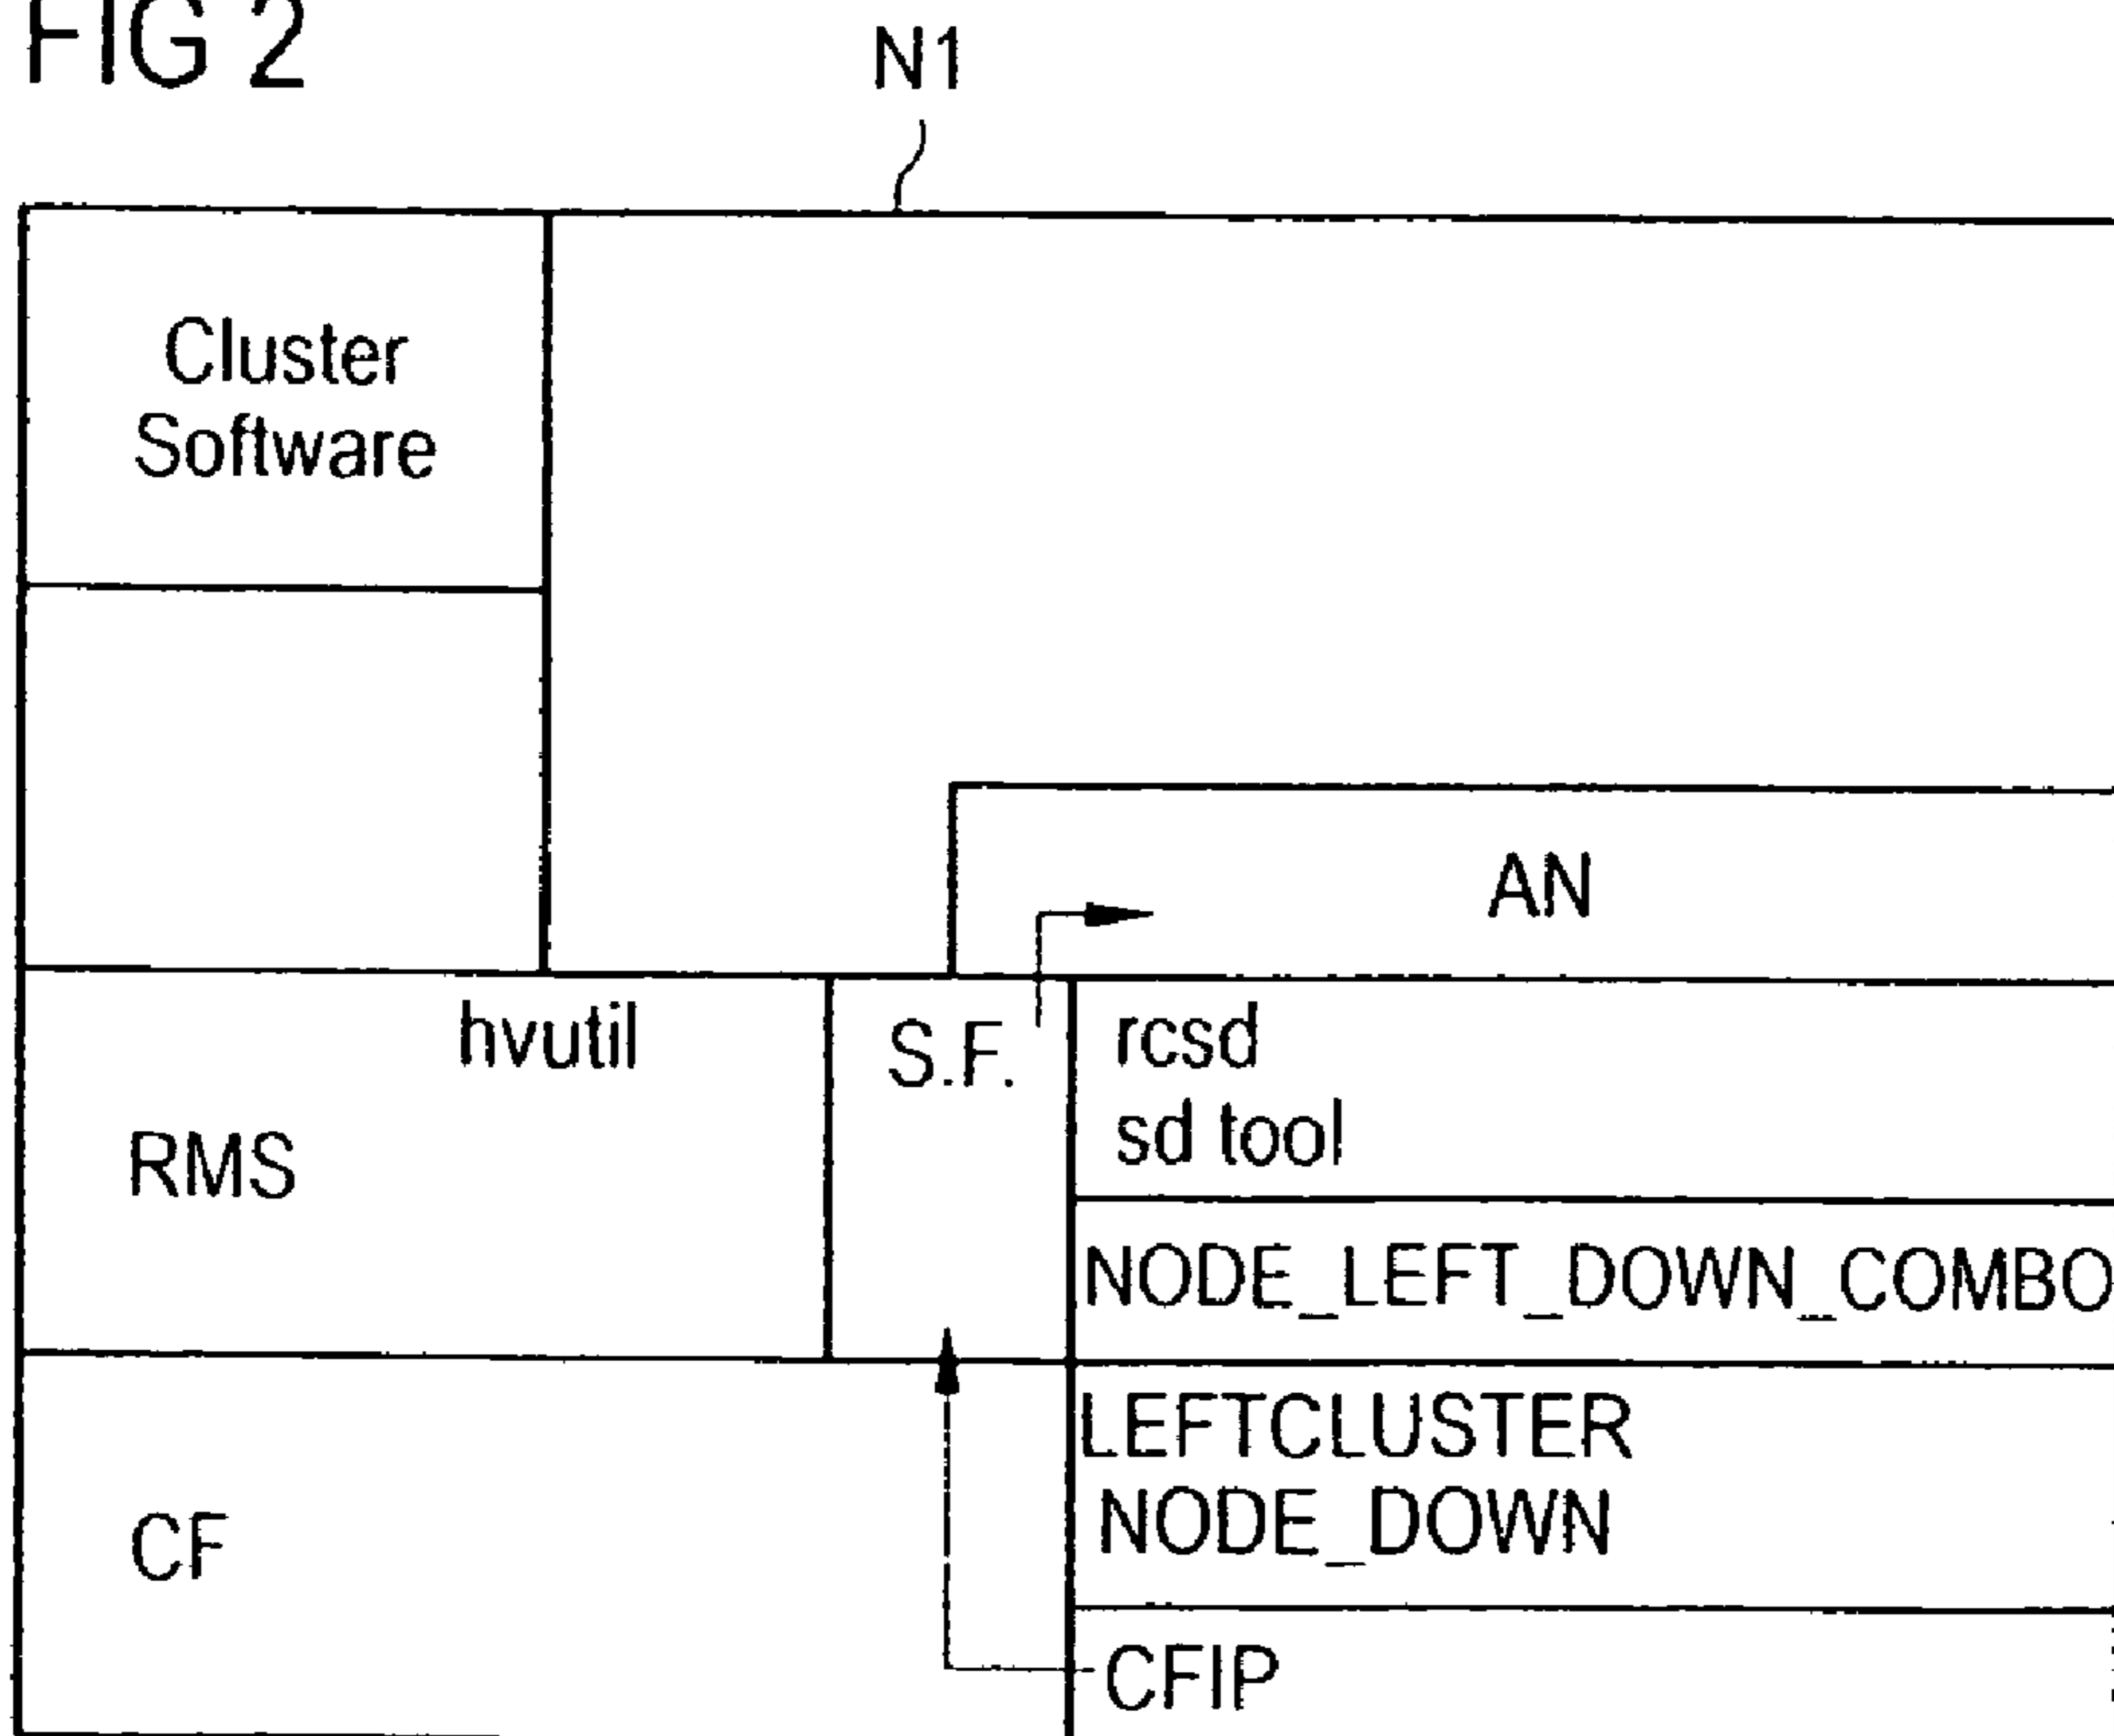 FIG 2
N1
Cluster
Software
AN
hvutil
S.F.
rcsd
sd tool
RMS
NODE_LEFT_DOWN_COMBO
LEFTCLUSTER
NODE_DOWN
CF
CFIP